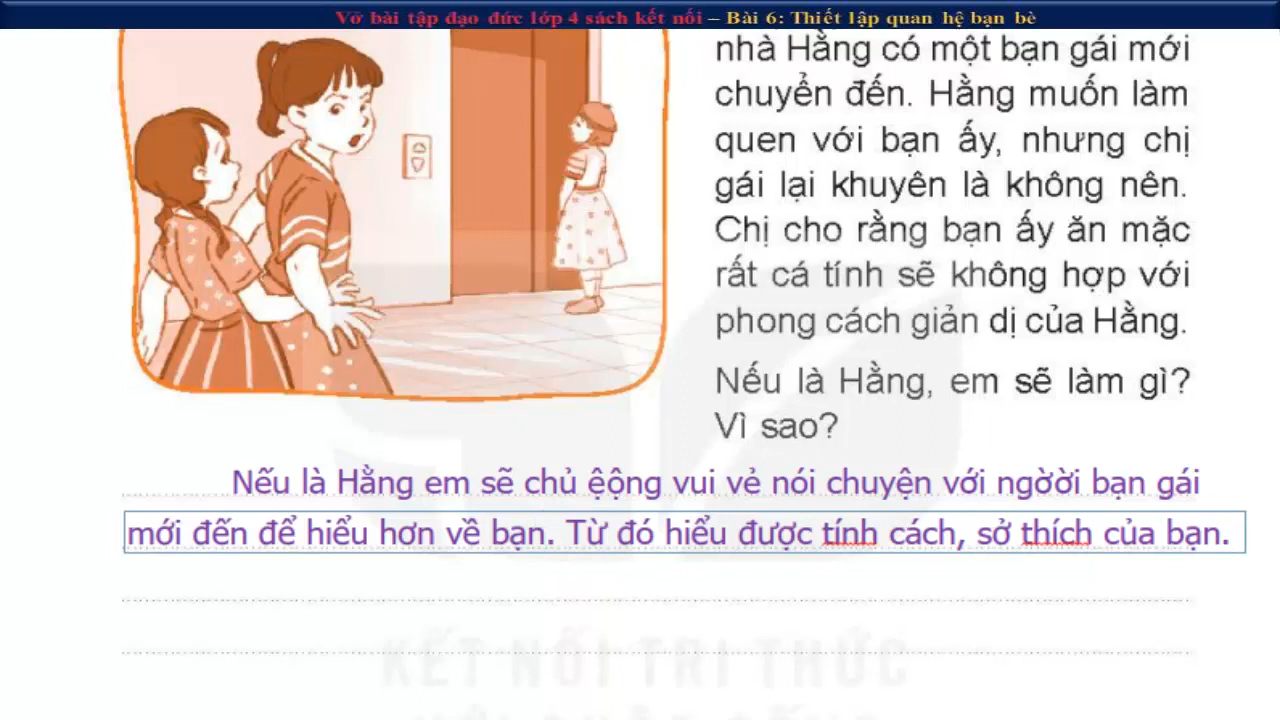 Vở bài tập đạo đức lớp 4 sách kết nối – Bài 6: Thiết lập quan hệ bạn bè
nhà Hằng có một bạn gái mới
chuyển đến. Hằng muốn làm
quen với bạn ấy, nhưng chị
gái lại khuyên là không nên.
Chị cho rằng bạn ấy ăn mặc
rất cá tính sẽ không hợp với
phong cách giản dị của Hằng.
Nếu là Hằng, em sẽ làm gì?
Vì sao?
Nếu là Hằng em sẽ chủ ệộng vui vẻ nói chuyện với ngờời bạn gái
mới đến để hiểu hơn về bạn. Từ đó hiểu được tính cách, sở thích của bạn.
KẾT NỐI TRI THỨC